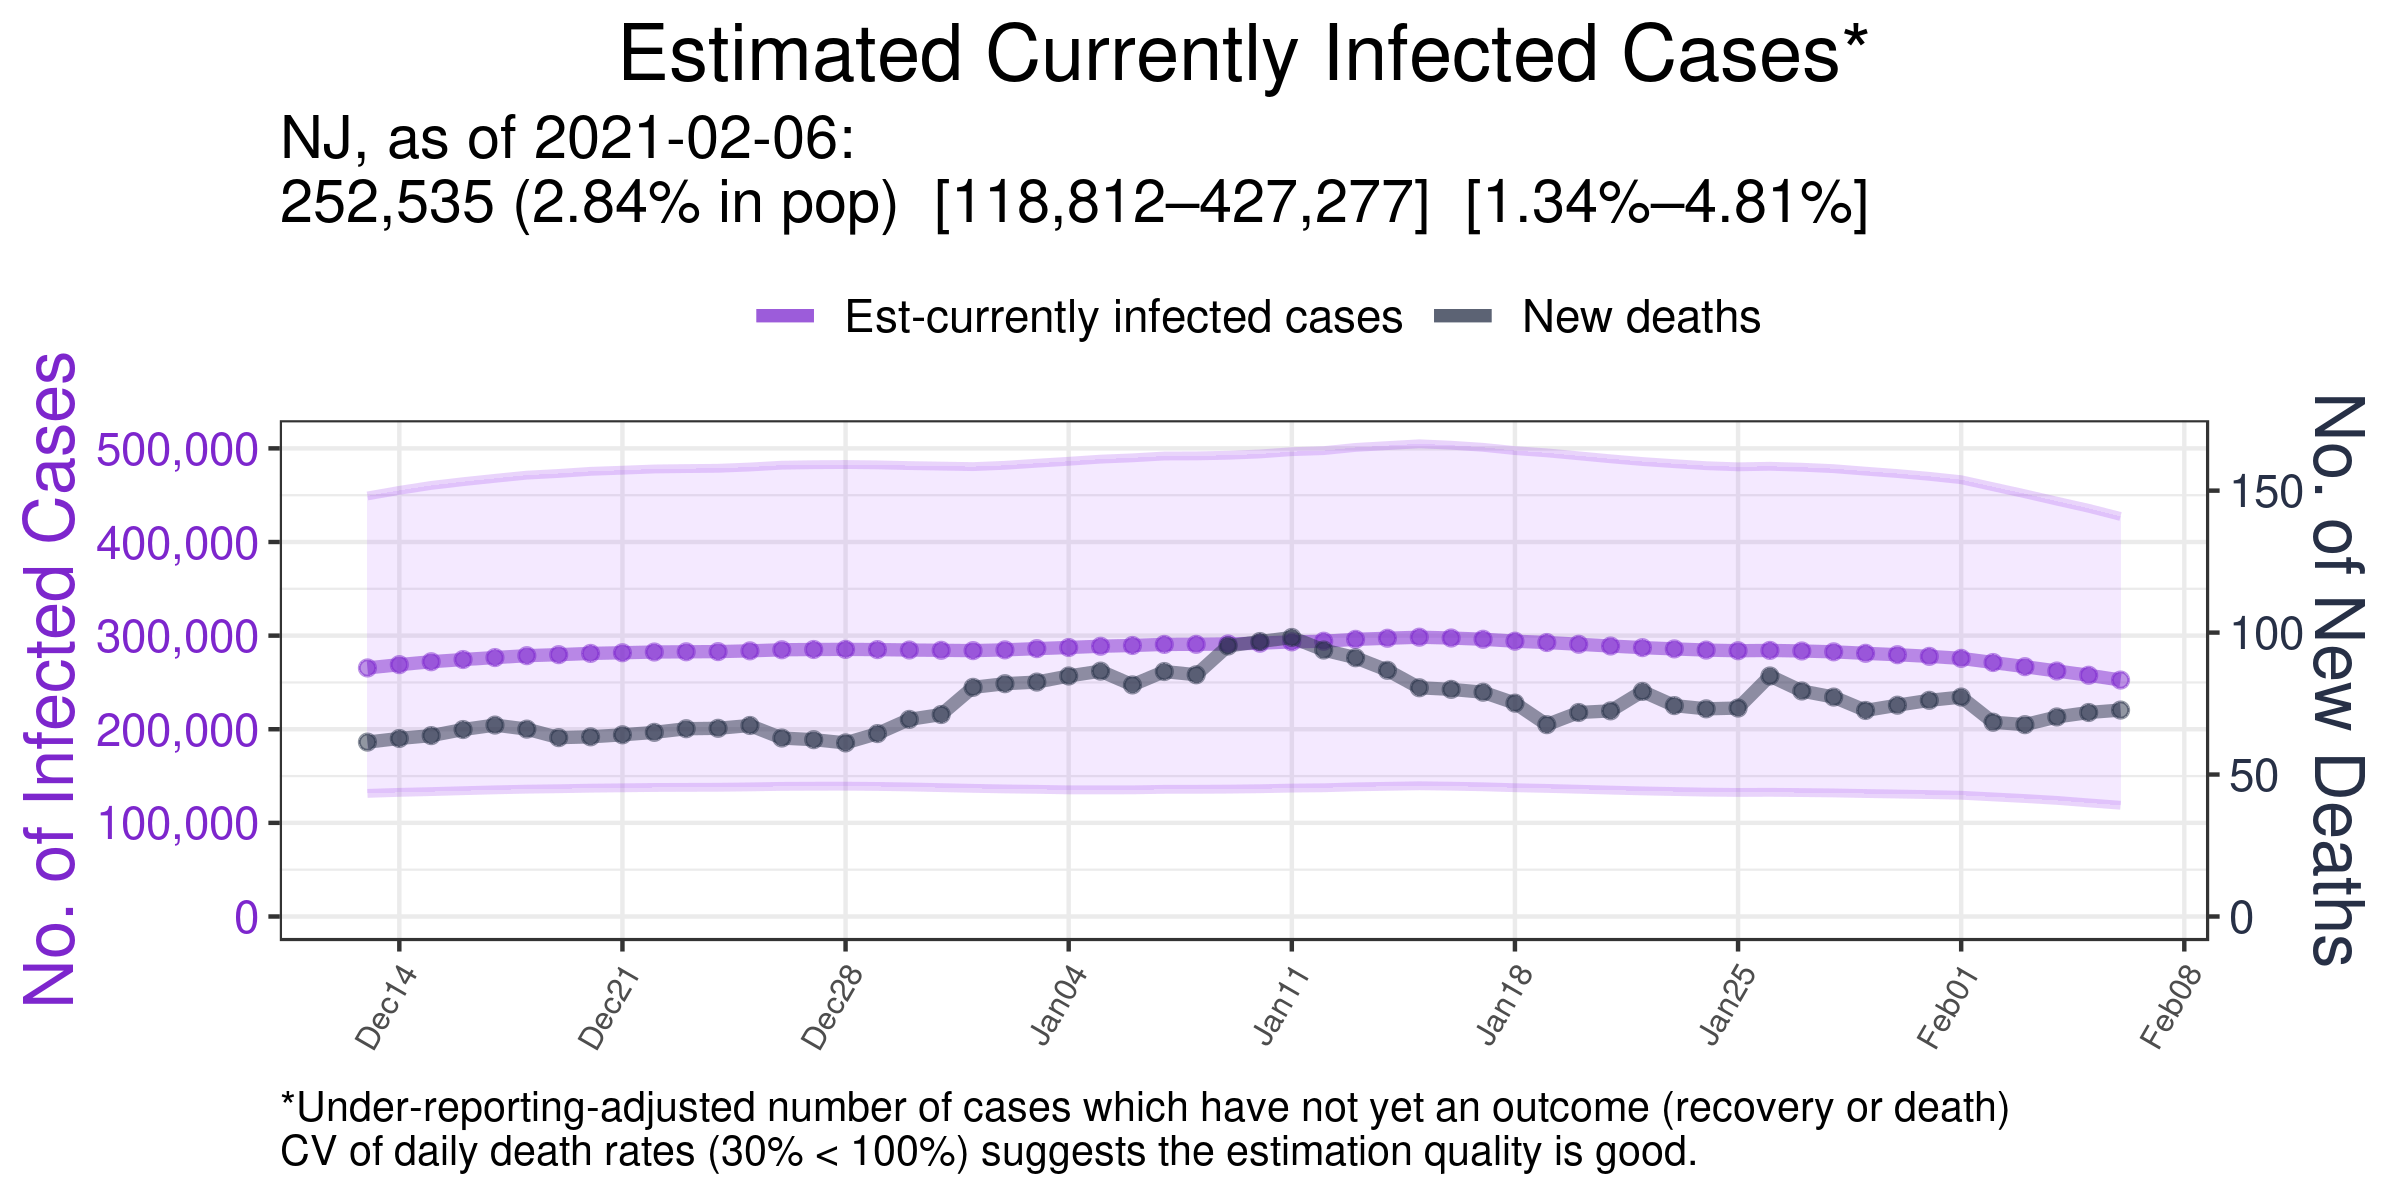 Estimated Currently Infected Cases*
NJ, as of 2021-02-06:
252,535 (2.84% in pop)  [118,812–427,277]  [1.34%–4.81%]
Est-currently infected cases
New deaths
No. of Infected Cases
500,000
400,000
300,000
200,000
100,000
0
150
100
50
0
No. of New Deaths
Dec14
Dec21
Dec28
Jan04
Jan11
Jan18
Jan25
Feb01
Feb08
*Under-reporting-adjusted number of cases which have not yet an outcome (recovery or death)
CV of daily death rates (30% < 100%) suggests the estimation quality is good.